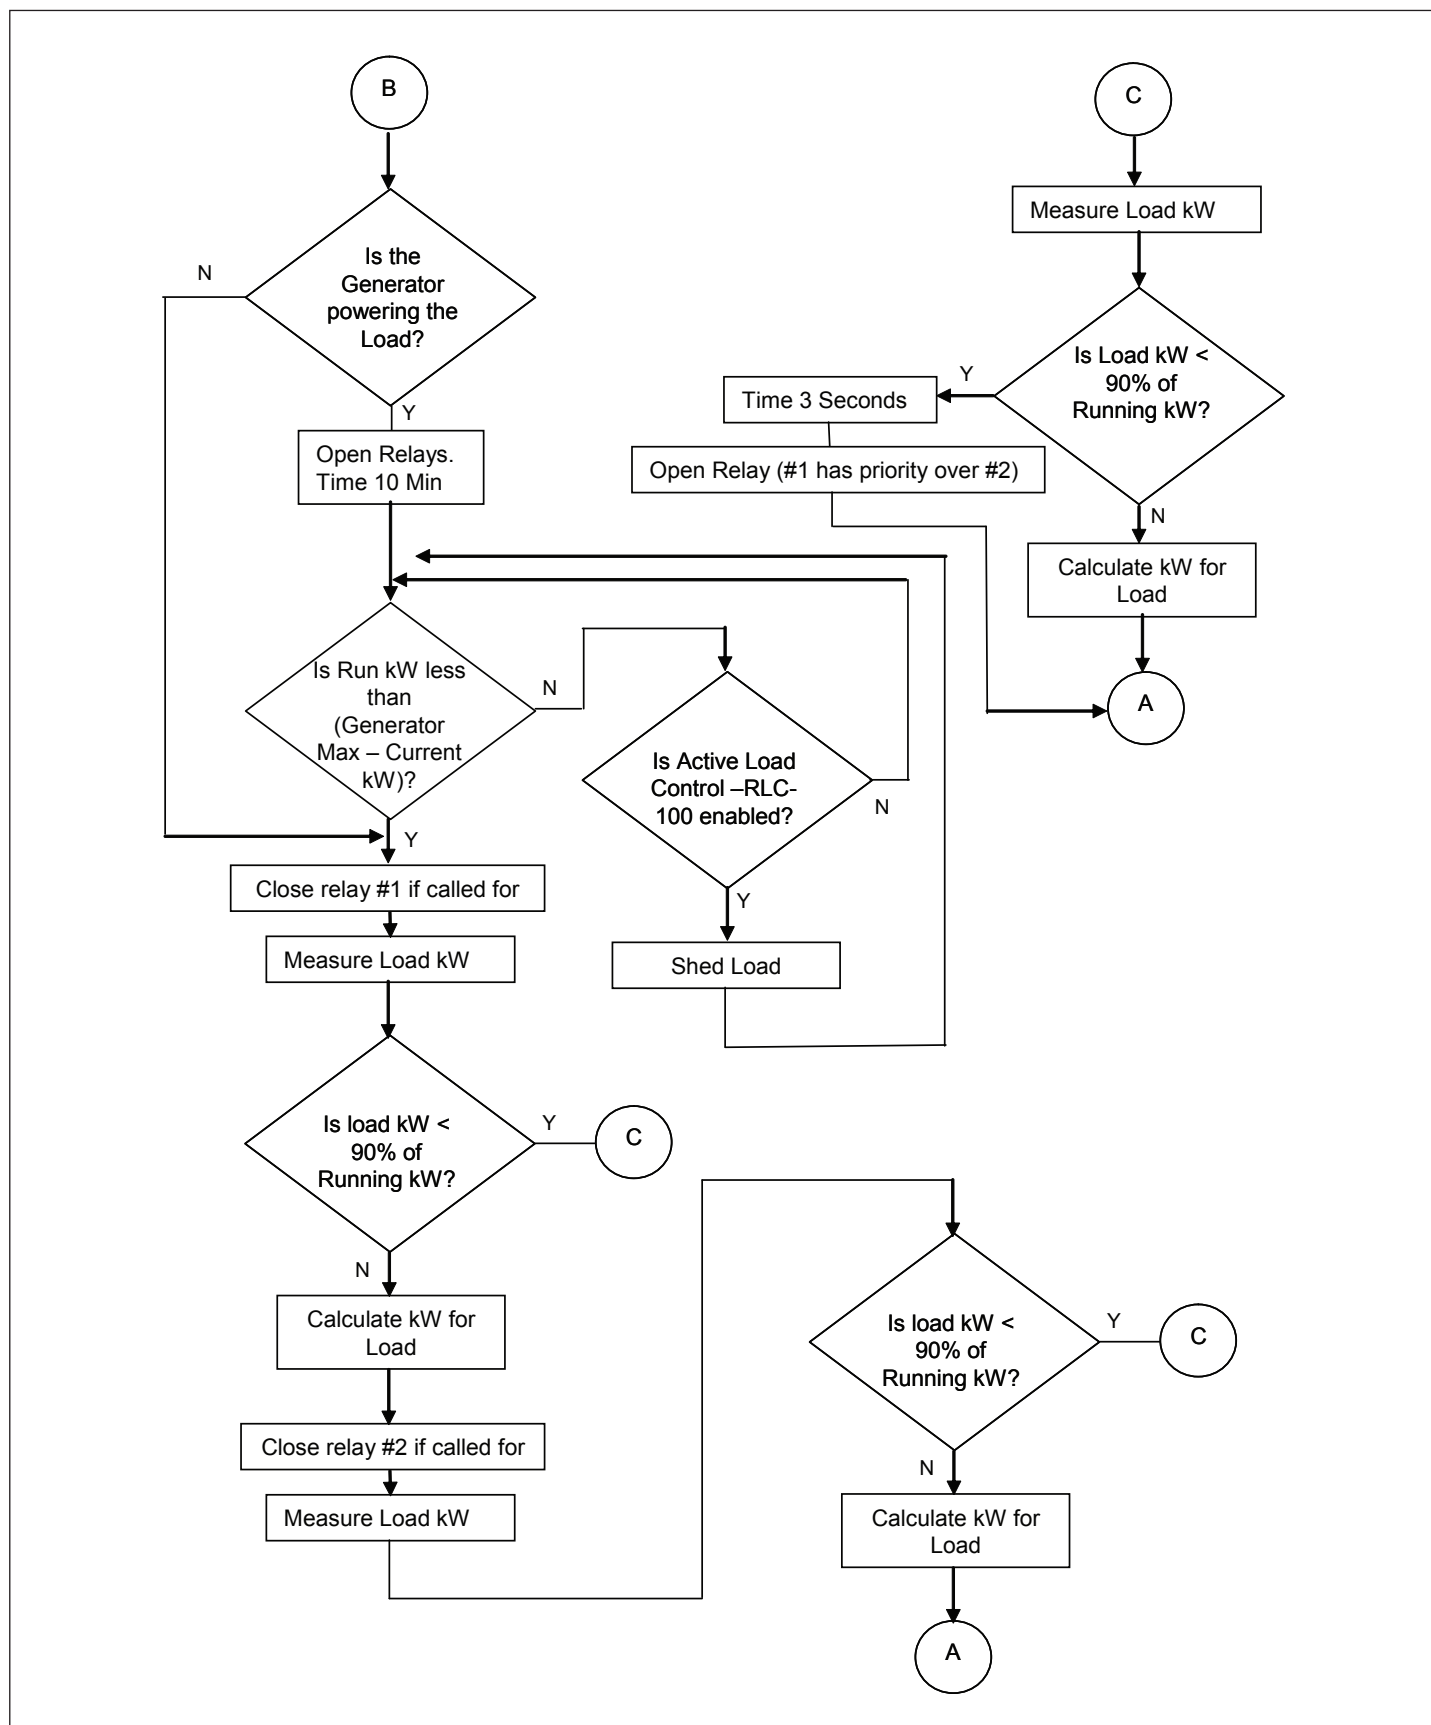 B
Is the
Generator
powering the
Load?
N
Y
Open Relays.
Time 10 Min
Is Run kW less
than
(Generator
Max – Current
kW)?
N
Y
Is Active Load
Control –RLC-
100 enabled?
N
Y
Shed Load
Close relay #1 if called for
Measure Load kW
Is load kW <
90% of
Running kW?
Y
C
N
Calculate kW for
Load
Close relay #2 if called for
Measure Load kW
Is load kW <
90% of
Running kW?
Y
C
N
Calculate kW for
Load
A
C
Measure Load kW
Is Load kW <
90% of
Running kW?
Y
Time 3 Seconds
Open Relay (#1 has priority over #2)
N
Calculate kW for
Load
A